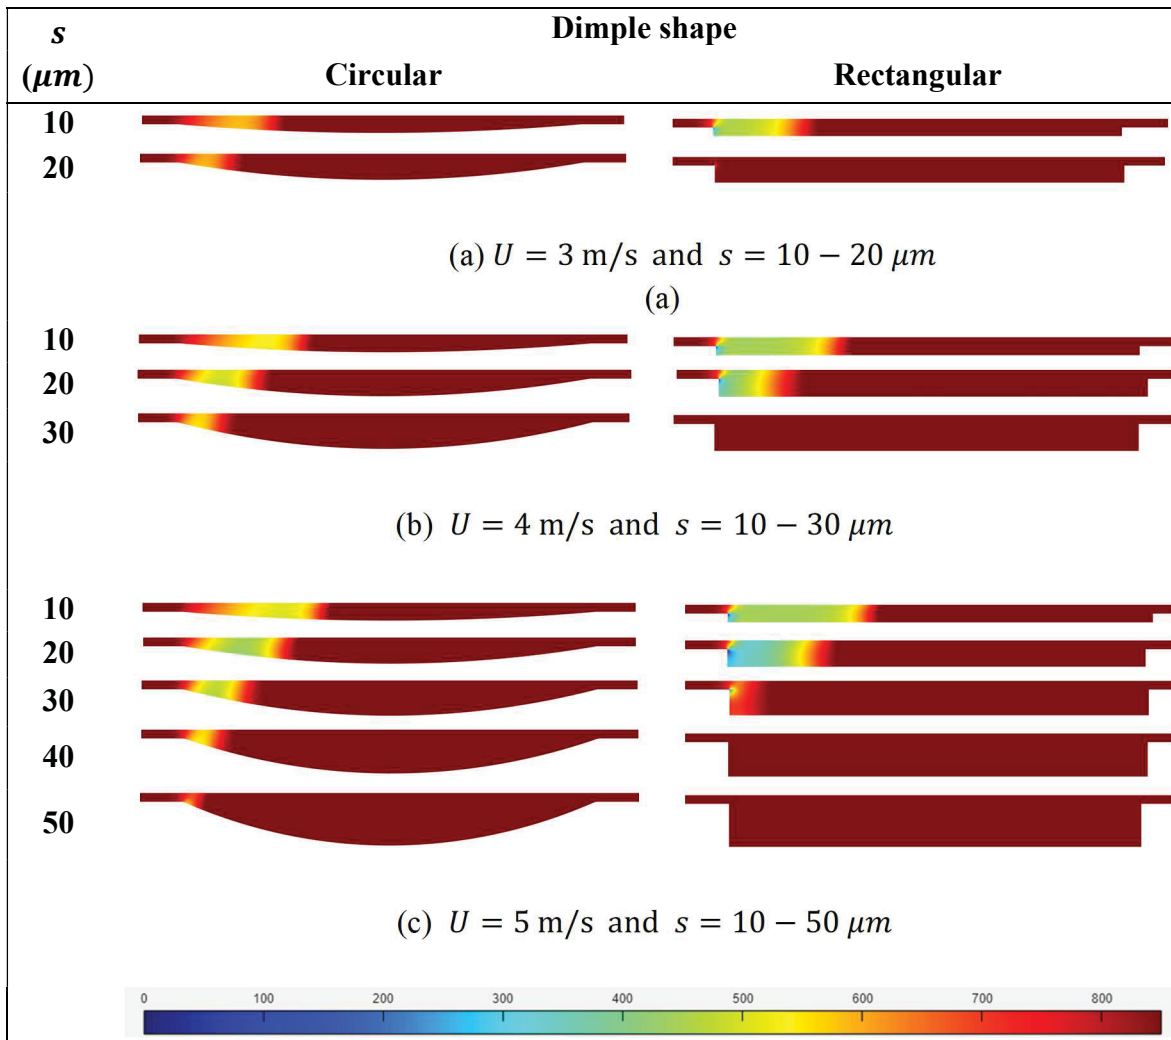 s
(μm)
Dimple shape
Circular Rectangular
10
20
(a) U = 3 m/s and s = 10 − 20 μm
(a)
10
20
30
(b) U = 4 m/s and s = 10 − 30 μm
10
20
30
40
50
(c) U = 5 m/s and s = 10 − 50 μm
0 100 200 300 400 500 600 700 800